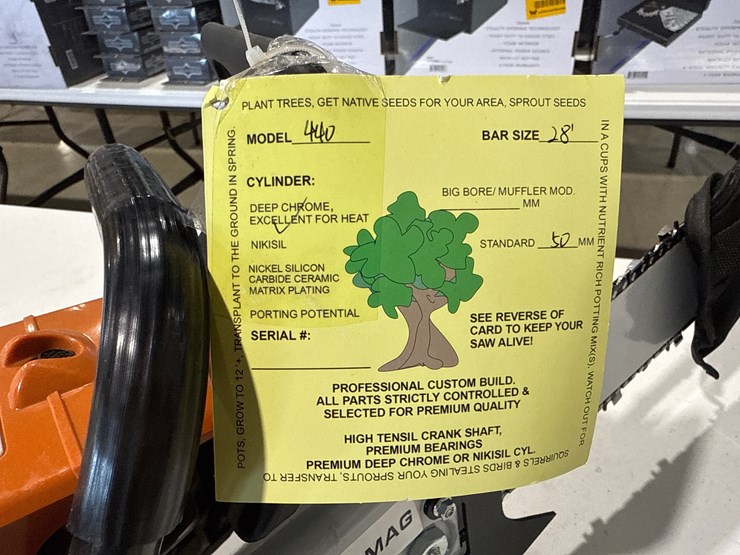 PLANT TREES, GET NATIVE SEEDS FOR YOUR AREA, SPROUT SEEDS
IN A CUPS WITH NUTRIENT RICH POTTING MIX(S). WATCH OUT FOR
SQUIRRELS & BIRDS STEALING YOUR SPROUTS. TRANSFER TO
POTS, GROW TO 12"+, TRANSPLANT TO THE GROUND IN SPRING.
MODEL 440
BAR SIZE 28'
CYLINDER:
DEEP CHROME,
EXCELLENT FOR HEAT
NIKISIL
NICKEL SILICON
CARBIDE CERAMIC
MATRIX PLATING
PORTING POTENTIAL
SERIAL #:
BIG BORE/ MUFFLER MOD.
MM
STANDARD 50 MM
SEE REVERSE OF
CARD TO KEEP YOUR
SAW ALIVE!
PROFESSIONAL CUSTOM BUILD.
ALL PARTS STRICTLY CONTROLLED &
SELECTED FOR PREMIUM QUALITY
HIGH TENSIL CRANK SHAFT,
PREMIUM BEARINGS
PREMIUM DEEP CHROME OR NIKISIL CYL.
MAG